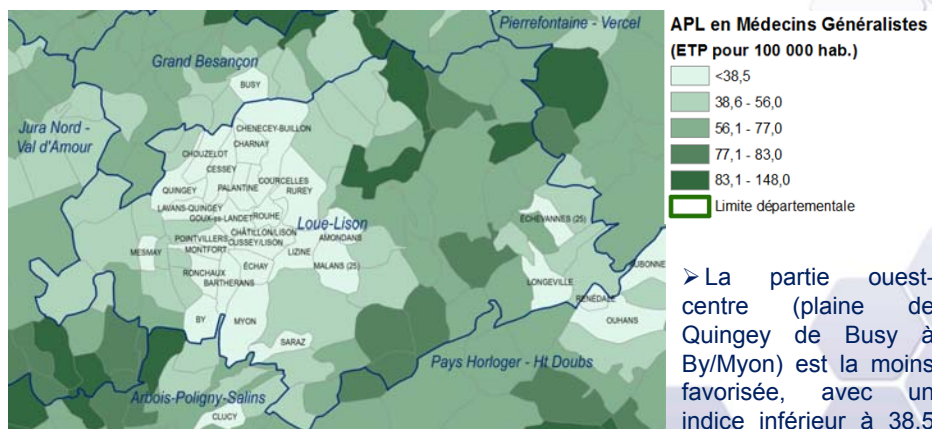 Pierrefontaine - Vercel
Grand Besançon
BUSY
Jura Nord -
Val d'Amour
CHENECEY-BUILLON
CHARNAY
CHOUZELOT
CESSEY
COURCELLES
QUINGEY
PALANTINE
RUREY
LAVANS-QUINGEY
GOUX-ss-LANDET
ROUHE
Loue-Lison
ÉCHEVANNES (25)
CHÂTILLON/LISON
AMONDANS
POINTVILLERS
CUSSEY/LISON
MONTFORT
MESMAY
LIZINE
ÉCHAY
MALANS (25)
RONCHAUX
BARTHERANS
LONGEVILLE
AUBONNE
RENÉDALE
OUHANS
BY
MYON
SARAZ
Pays Horloger - Ht Doubs
Arbois-Poligny-Salins
CLUCY
APL en Médecins Généralistes
(ETP pour 100 000 hab.)
<38,5
38,6 - 56,0
56,1 - 77,0
77,1 - 83,0
83,1 - 148,0
Limite départementale
➢ La partie ouest-
centre (plaine de
Quingey de Busy à
By/Myon) est la moins
favorisée, avec un
indice inférieur à 38,5